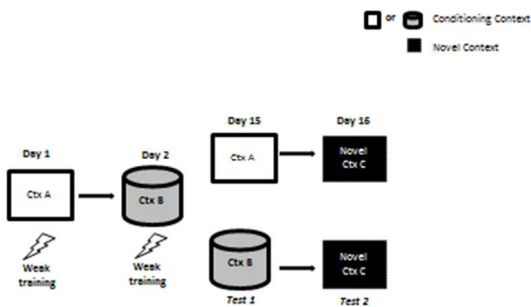 or
Conditioning Context
Novel Context
Day 1
Day 2
Day 15
Day 16
Ctx A
Ctx B
Ctx A
Novel
Ctx C
Weak
training
Weak
training
Ctx B
Novel
Ctx C
Test 1
Test 2